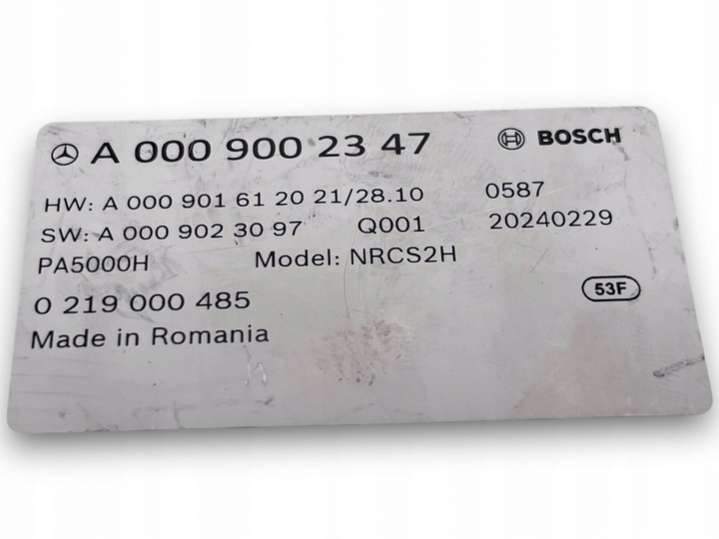 A 000 900 23 47 BOSCH
HW: A 000 901 61 20 21/28.10 0587
SW: A 000 902 30 97 Q001 20240229
PA5000H Model: NRCS2H
0 219 000 485 53F
Made in Romania